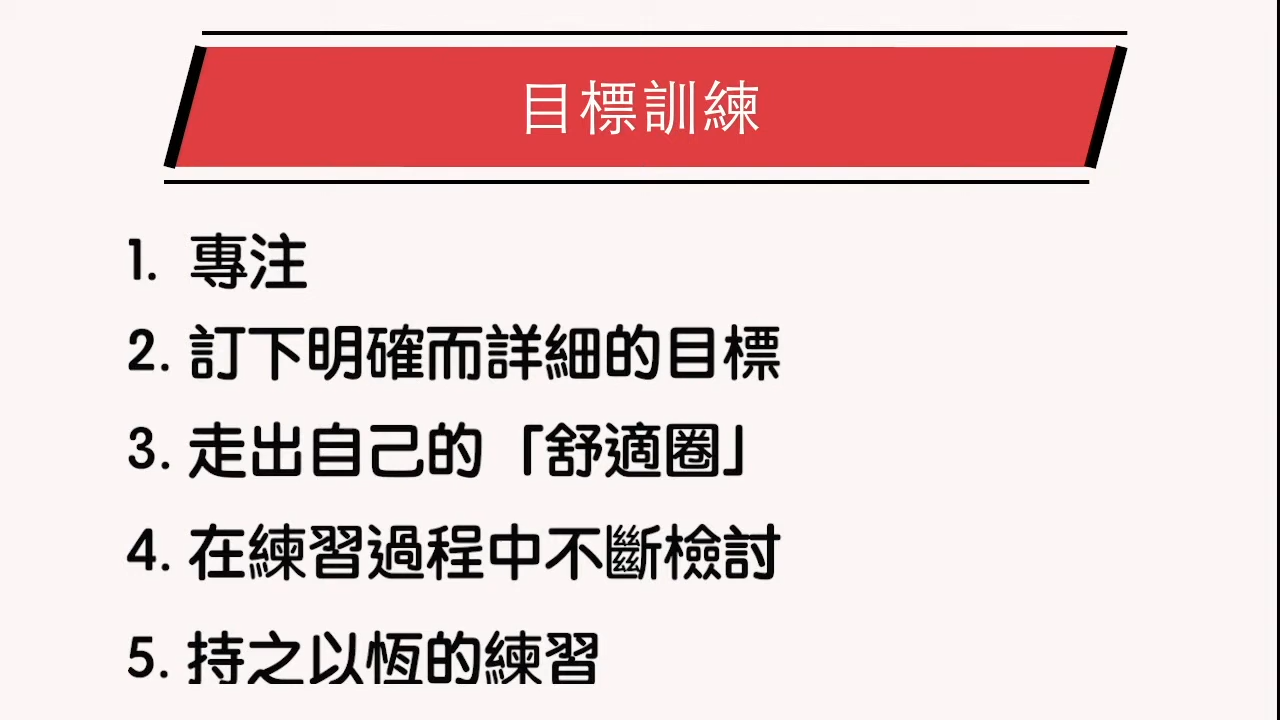 目標訓練
1. 專注
2. 訂下明確而詳細的目標
3. 走出自己的「舒適圈」
4. 在練習過程中不斷檢討
5. 持之以恆的練習